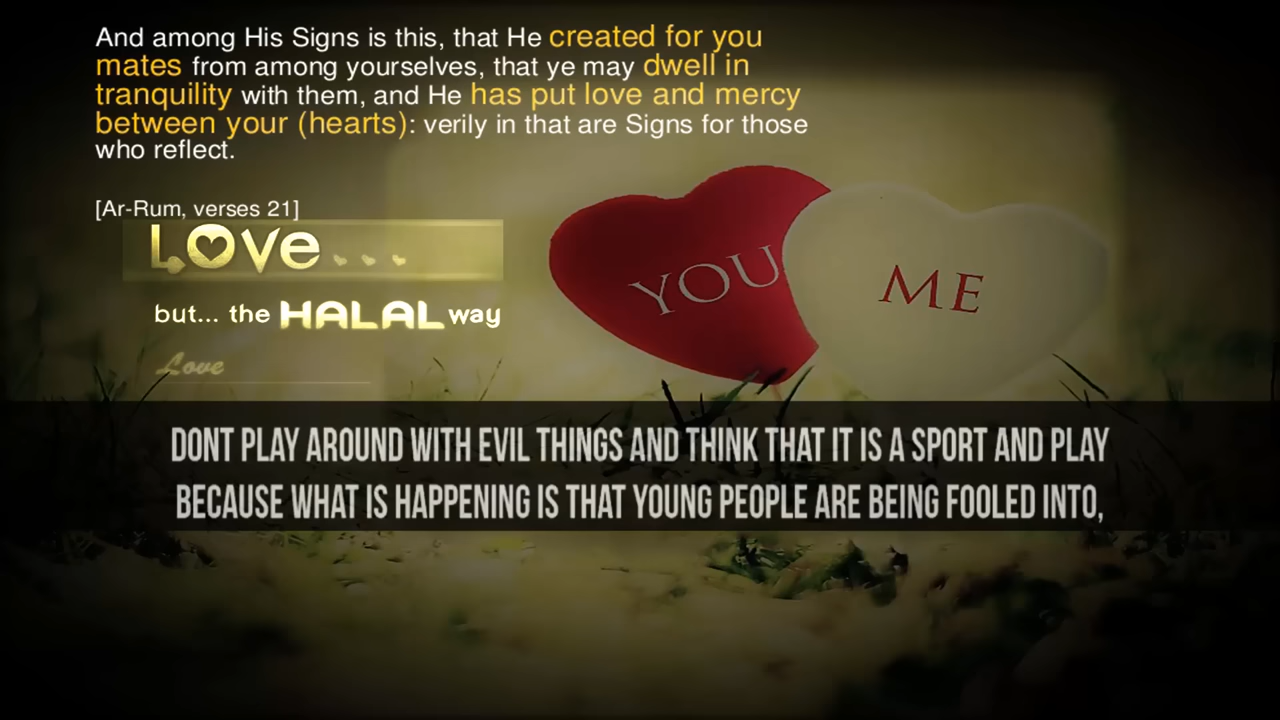 And among His Signs is this, that He created for you
mates from among yourselves, that ye may dwell in
tranquility with them, and He has put love and mercy
between your (hearts): verily in that are Signs for those
who reflect.
[Ar-Rum, verses 21]
LOve...
but... the HALAL way
Love
YOU
ME
DONT PLAY AROUND WITH EVIL THINGS AND THINK THAT IT IS A SPORT AND PLAY
BECAUSE WHAT IS HAPPENING IS THAT YOUNG PEOPLE ARE BEING FOOLED INTO,